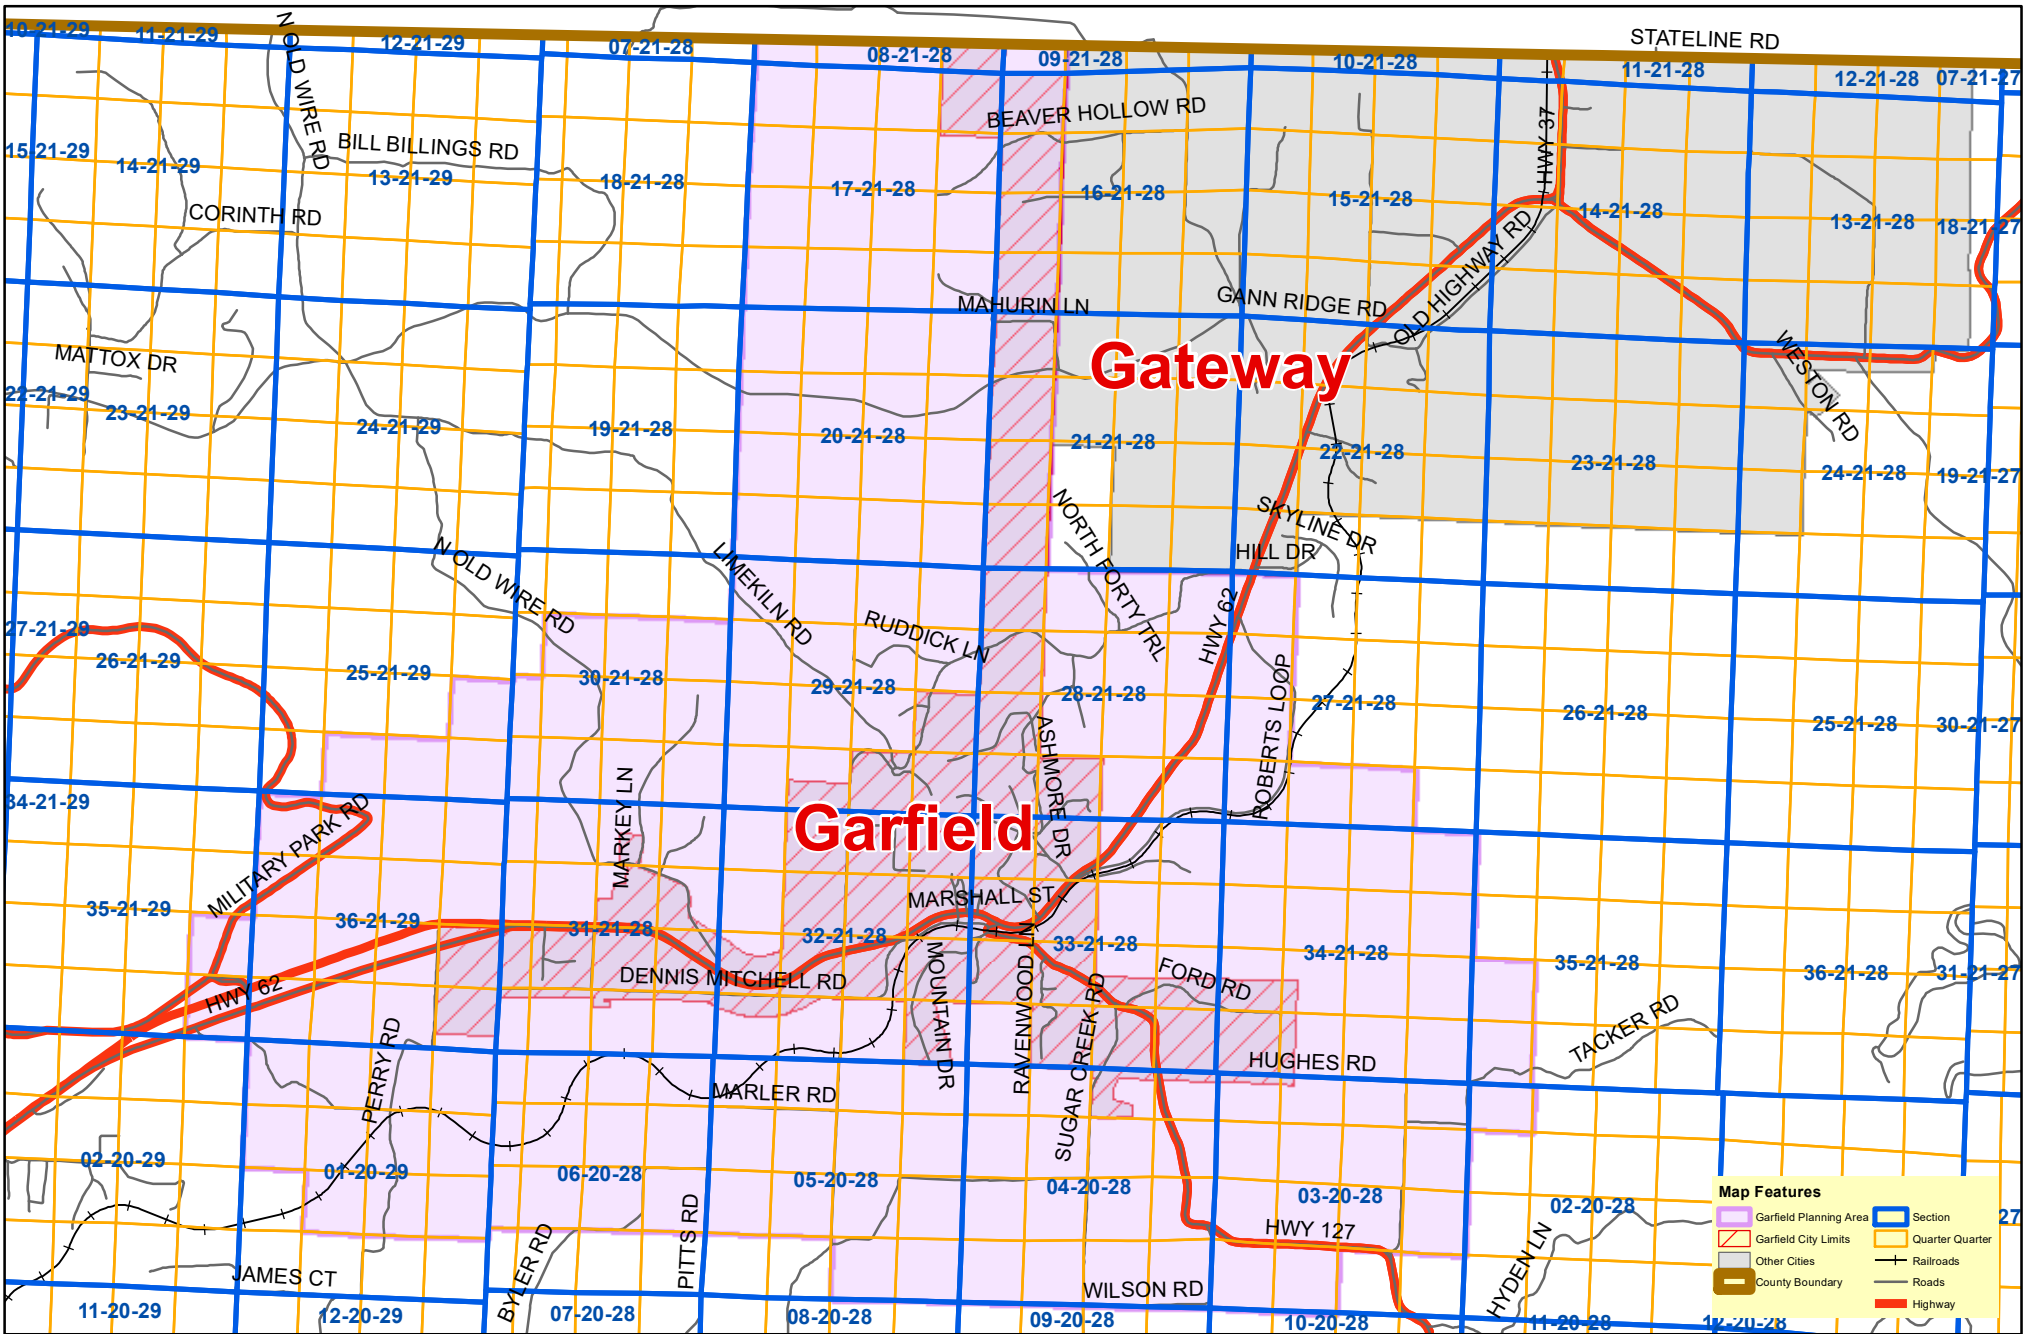 STATELINE RD
10-21-29
11-21-29
12-21-29
07-21-28
08-21-28
09-21-28
10-21-28
11-21-28
12-21-28
07-21-27
N OLD WIRE RD
BEAVER HOLLOW RD
HWY 37
BILL BILLINGS RD
15-21-29
14-21-29
13-21-29
18-21-28
17-21-28
16-21-28
15-21-28
14-21-28
13-21-28
18-21-27
CORINTH RD
OLD HIGHWAY RD
MAHURIN LN
GANN RIDGE RD
Gateway
MATTOX DR
WESTON RD
22-21-29
23-21-29
24-21-29
19-21-28
20-21-28
21-21-28
22-21-28
23-21-28
24-21-28
19-21-27
NORTH FORTY TRL
SKYLINE DR
HILL DR
N OLD WIRE RD
LIMEKILN RD
RUDDICK LN
HWY 62
27-21-29
26-21-29
25-21-29
30-21-28
29-21-28
28-21-28
27-21-28
26-21-28
25-21-28
30-21-27
ROBERTS LOOP
ASHMORE DR
MARKEY LN
Garfield
34-21-29
MILITARY PARK RD
MARSHALL ST
35-21-29
36-21-29
31-21-28
32-21-28
33-21-28
34-21-28
35-21-28
36-21-28
31-21-27
DENNIS MITCHELL RD
FORD RD
HWY 62
MOUNTAIN DR
RAVENWOOD LN
SUGAR CREEK RD
TACKER RD
PERRY RD
HUGHES RD
MARLER RD
02-20-29
01-20-29
06-20-28
05-20-28
04-20-28
03-20-28
02-20-28
27
HWY 127
PITTS RD
BYLER RD
HYDEN LN
JAMES CT
WILSON RD
11-20-29
12-20-29
07-20-28
08-20-28
09-20-28
10-20-28
11-20-28
12-20-28
Map Features
Garfield Planning Area
Section
Garfield City Limits
Quarter Quarter
Other Cities
Railroads
County Boundary
Roads
Highway